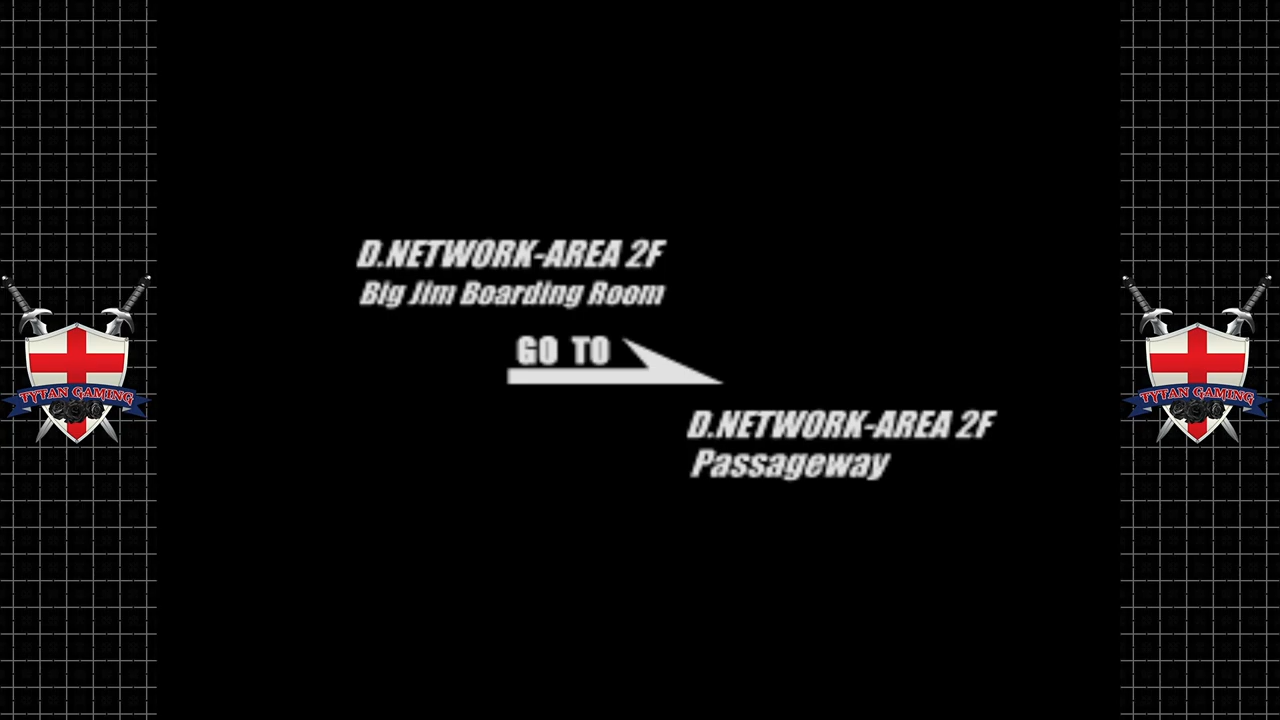 D.NETWORK-AREA 2F
Big Jim Boarding Room
GO TO
D.NETWORK-AREA 2F
Passageway
TYTAN GAMING
TYTAN GAMING